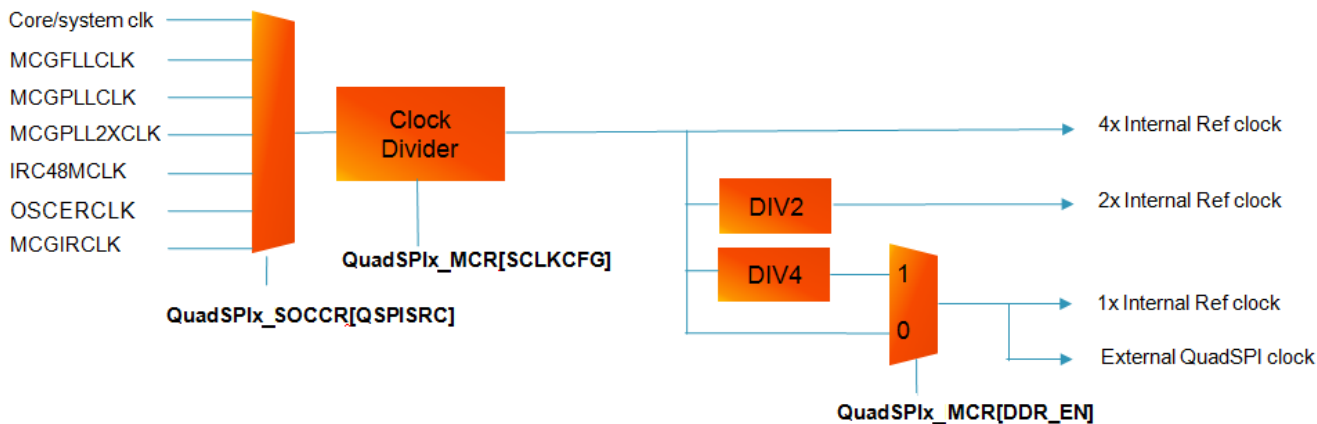 Core/system clk
MCGFLLCLK
MCGPLLCLK
MCGPLL2XCLK
IRC48MCLK
OSCERCLK
MCGIRCLK
QuadSPIx_SOCCR[QSPISRC]
Clock
Divider
QuadSPIx_MCR[SCLKCFG]
DIV2
DIV4
1
0
QuadSPIx_MCR[DDR_EN]
4x Internal Ref clock
2x Internal Ref clock
1x Internal Ref clock
External QuadSPI clock